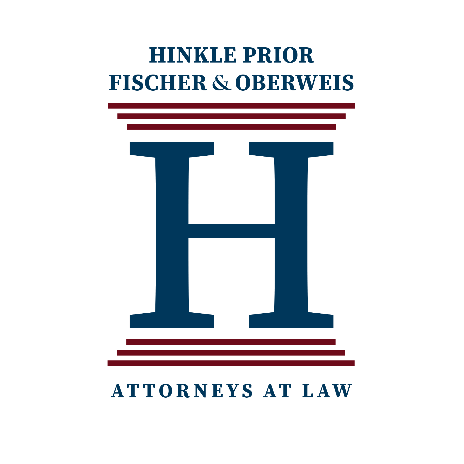 HINKLE PRIOR
FISCHER & OBERWEIS
H
ATTORNEYS AT LAW